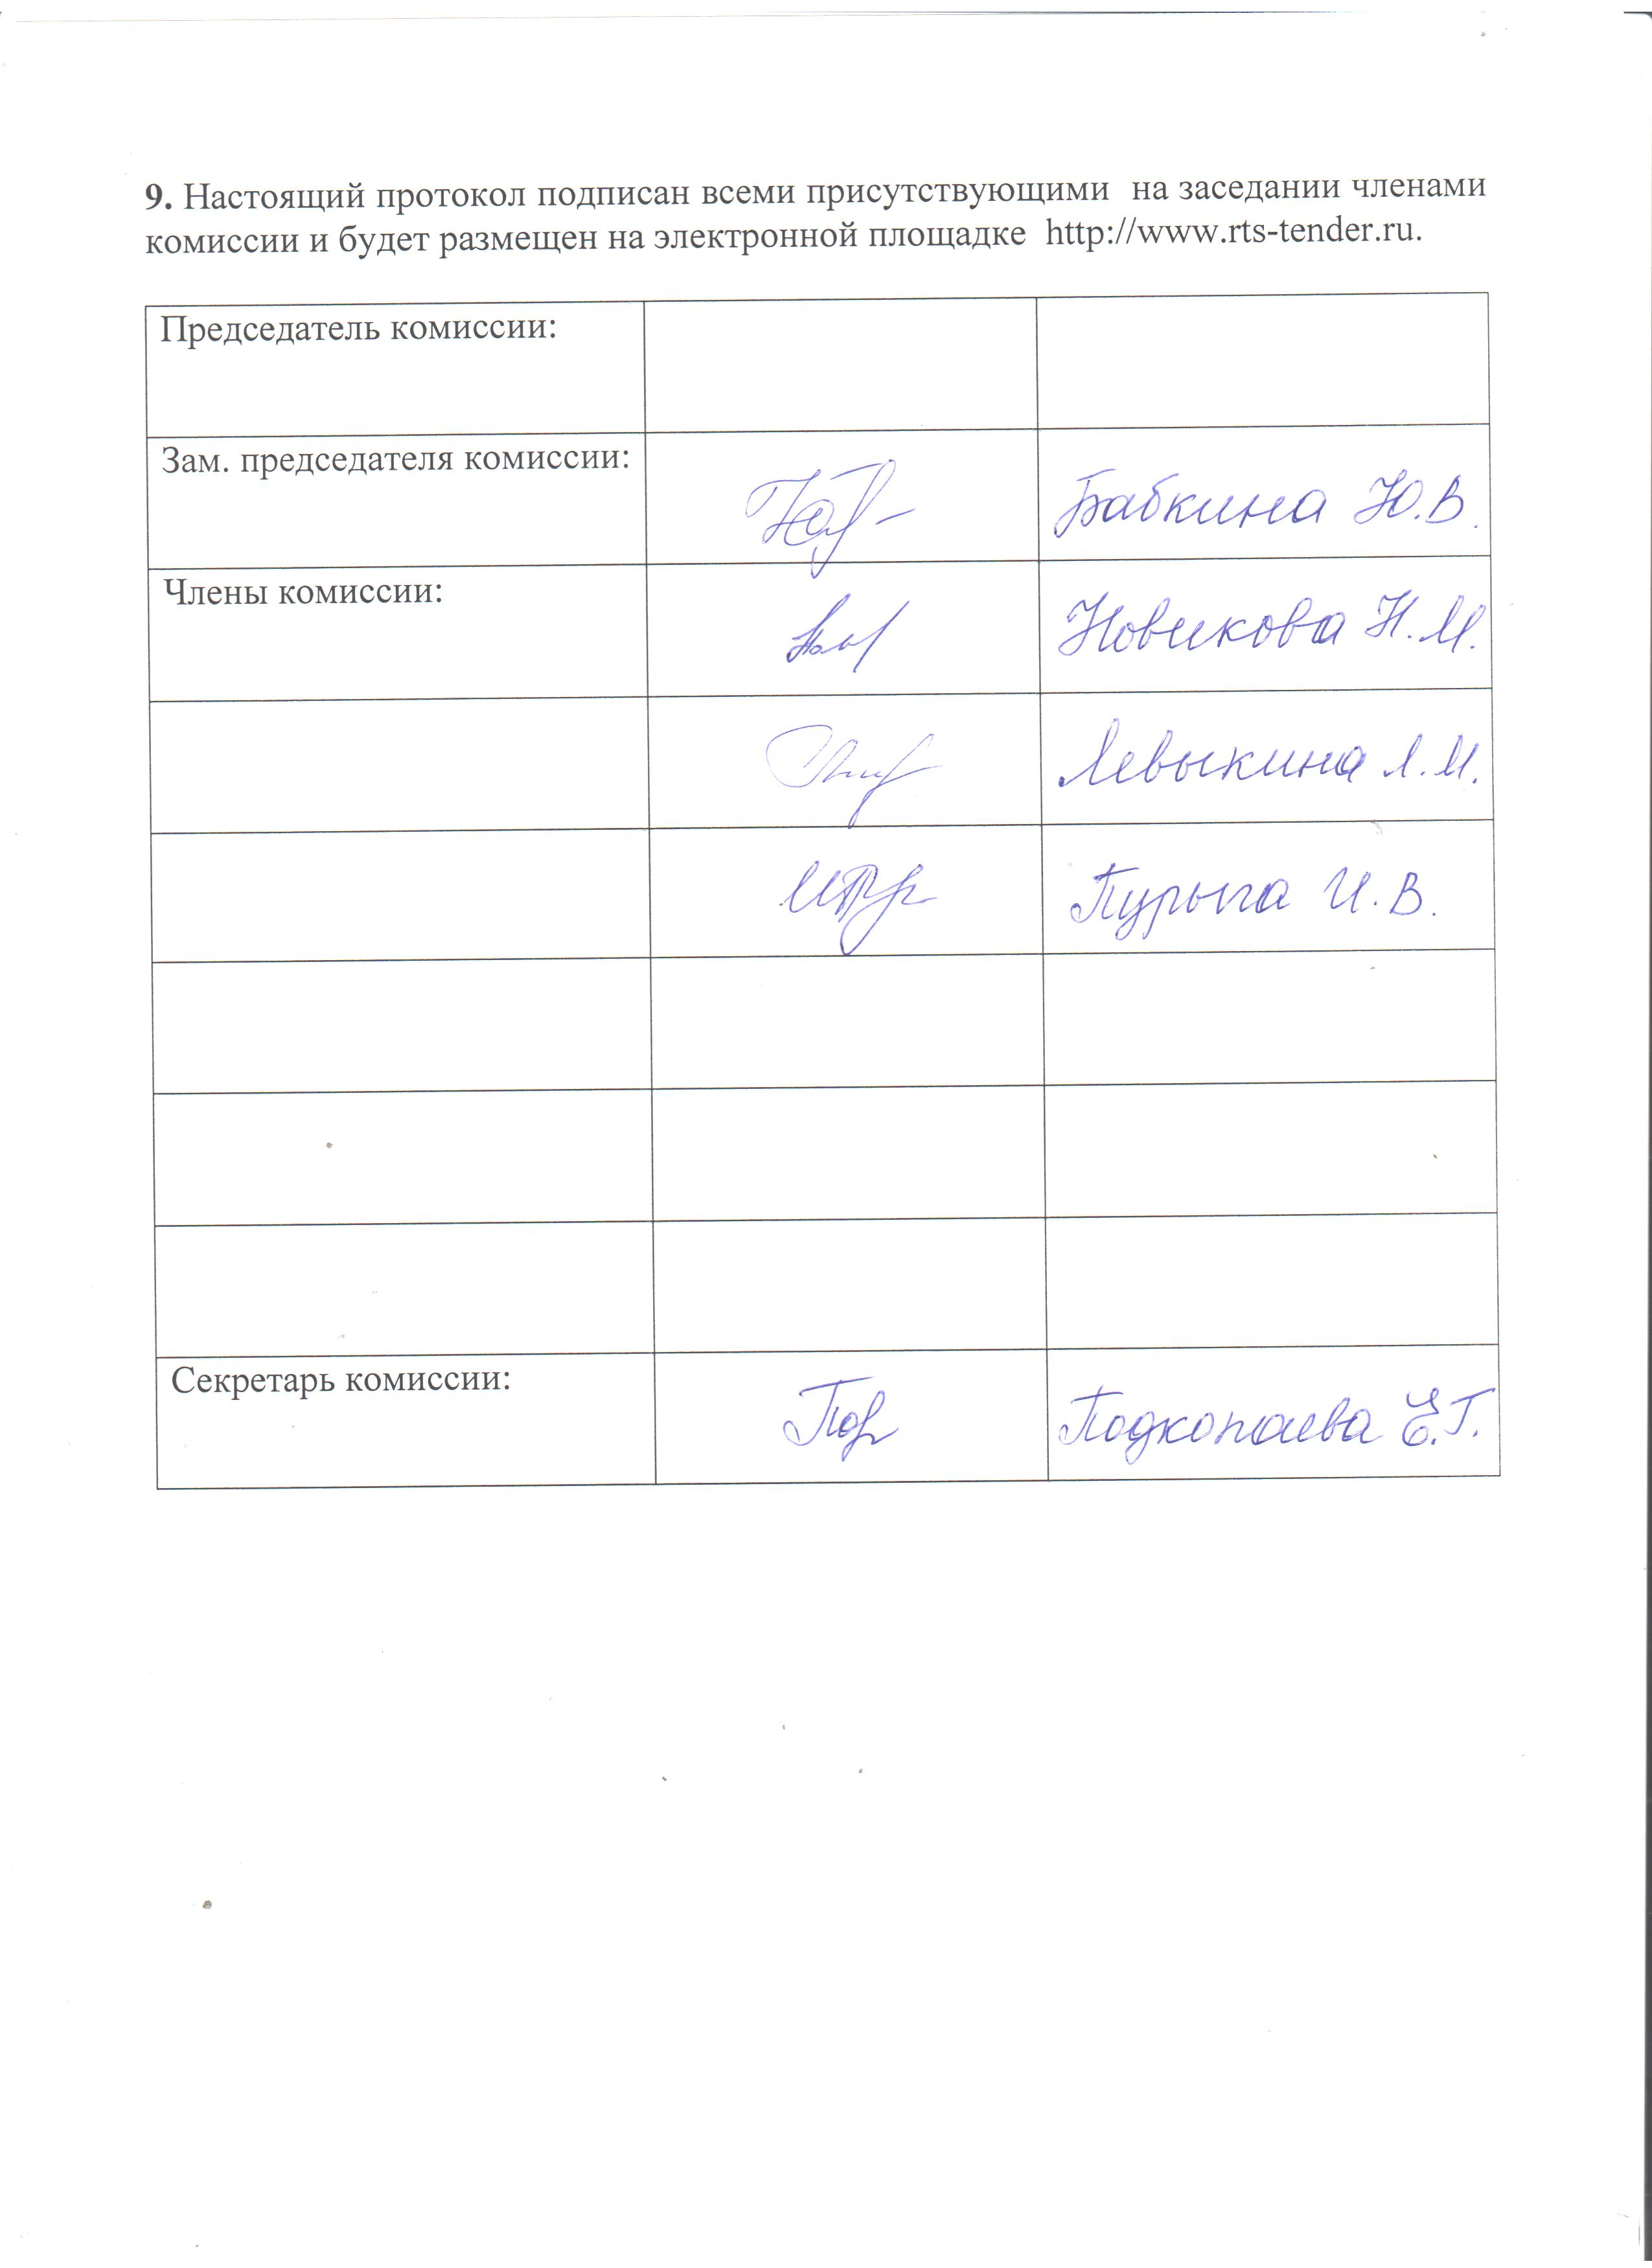 9. Настоящий протокол подписан всеми присутствующими на заседании членами
комиссии и будет размещен на электронной площадке http://www.rts-tender.ru.
Председатель комиссии:
Зам. председателя комиссии:
Бабкина Ю.В.
Члены комиссии:
Новикова Н.М.
Левыкина Л.М.
Пурыга И.В.
Секретарь комиссии:
Подкопаева Е.Г.